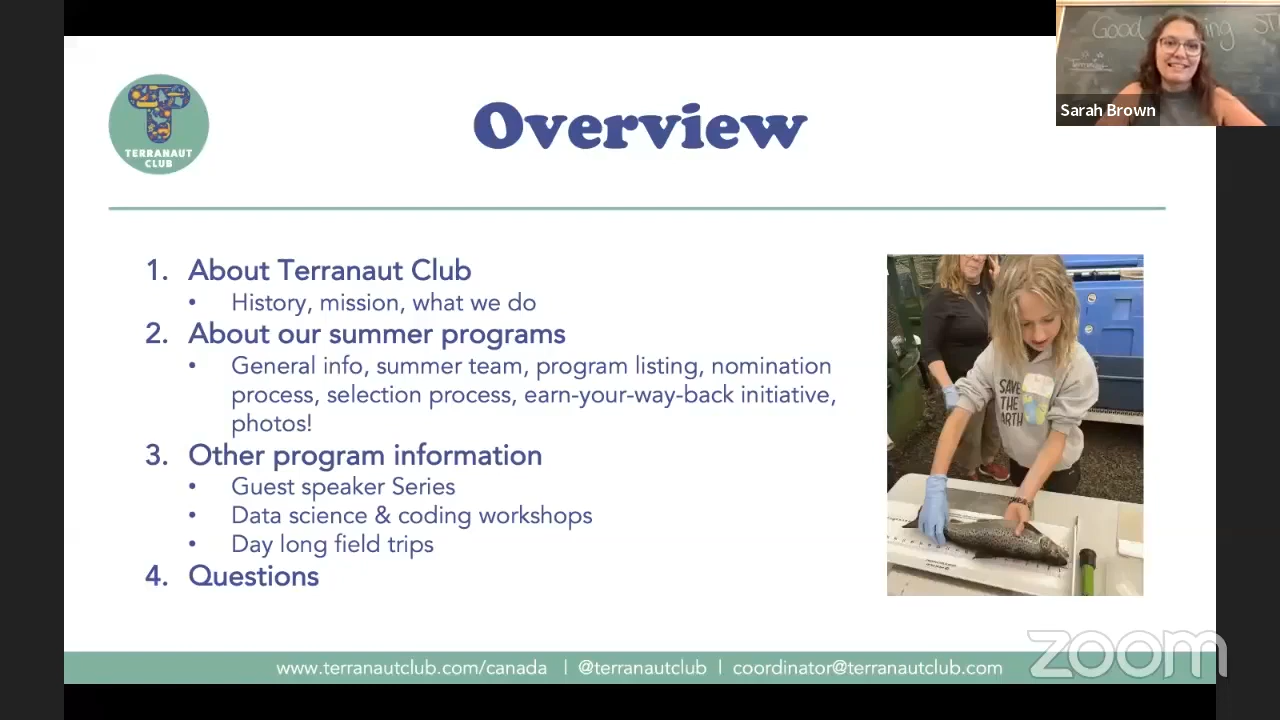 Good
Terranaut
Sarah Brown
TERRANAUT
CLUB
Overview
1. About Terranaut Club
• History, mission, what we do
2. About our summer programs
• General info, summer team, program listing, nomination
process, selection process, earn-your-way-back initiative,
photos!
3. Other program information
• Guest speaker Series
• Data science & coding workshops
• Day long field trips
4. Questions
SAVE
THE
EARTH
www.terranautclub.com/canada | @terranautclub | coordinator@terranautclub.com
zoom